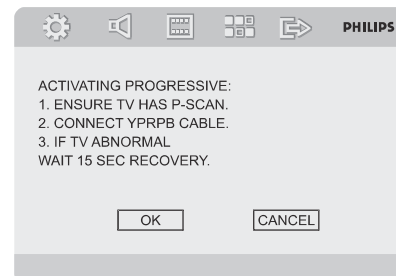 PHILIPS
ACTIVATING PROGRESSIVE:
1. ENSURE TV HAS P-SCAN.
2. CONNECT YPRPB CABLE.
3. IF TV ABNORMAL
WAIT 15 SEC RECOVERY.
OK CANCEL